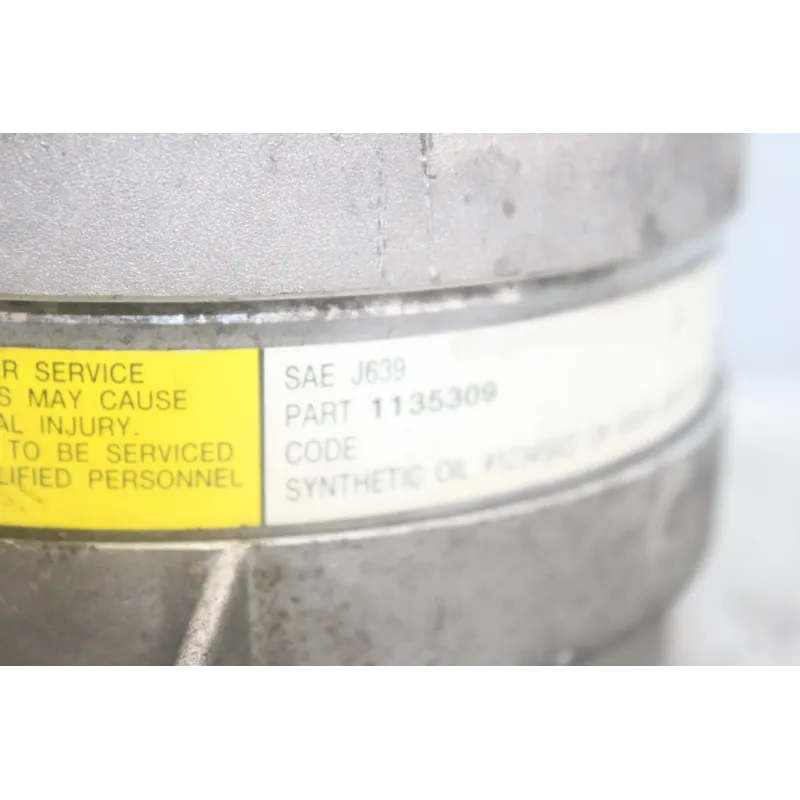 R SERVICE
S MAY CAUSE
AL INJURY.
TO BE SERVICED
LIFIED PERSONNEL
SAE J639
PART 1135309
CODE
SYNTHETIC OIL